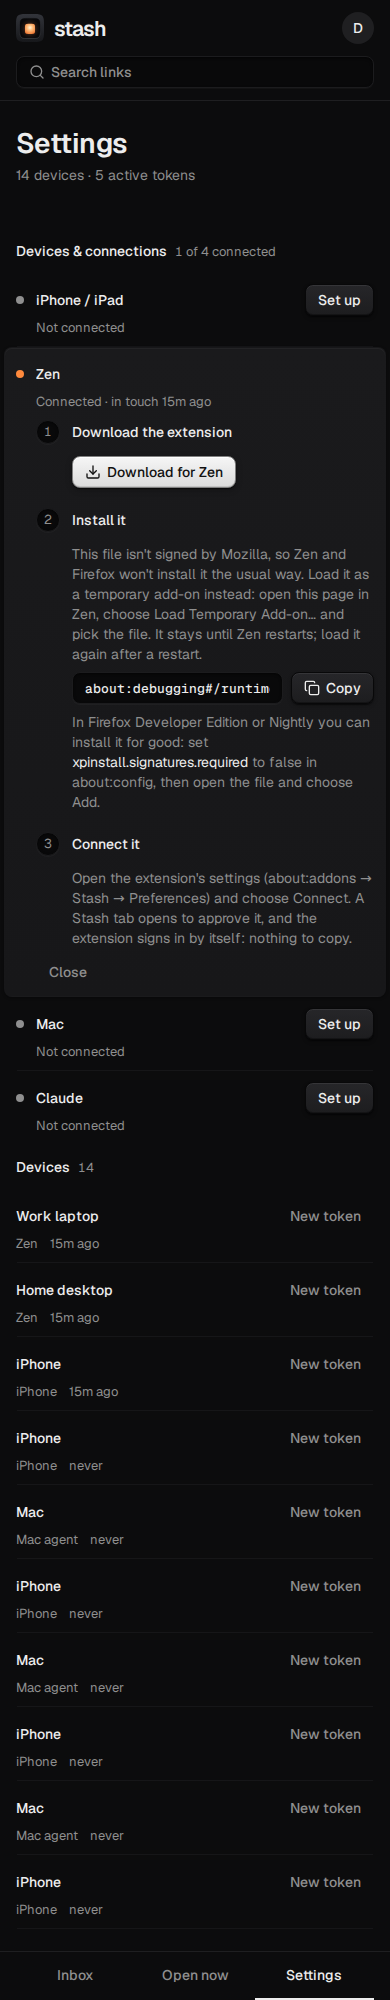 stash
D
Search links
Settings
14 devices · 5 active tokens
Devices & connections 1 of 4 connected
iPhone / iPad
Set up
Not connected
Zen
Connected · in touch 15m ago
1 Download the extension
Download for Zen
2 Install it
This file isn't signed by Mozilla, so Zen and
Firefox won't install it the usual way. Load it as
a temporary add-on instead: open this page in
Zen, choose Load Temporary Add-on… and
pick the file. It stays until Zen restarts; load it
again after a restart.
about:debugging#/runtim
Copy
In Firefox Developer Edition or Nightly you can
install it for good: set
xpinstall.signatures.required to false in
about:config, then open the file and choose
Add.
3 Connect it
Open the extension's settings (about:addons →
Stash → Preferences) and choose Connect. A
Stash tab opens to approve it, and the
extension signs in by itself: nothing to copy.
Close
Mac
Set up
Not connected
Claude
Set up
Not connected
Devices 14
Work laptop
New token
Zen 15m ago
Home desktop
New token
Zen 15m ago
iPhone
New token
iPhone 15m ago
iPhone
New token
iPhone never
Mac
New token
Mac agent never
iPhone
New token
iPhone never
Mac
New token
Mac agent never
iPhone
New token
iPhone never
Mac
New token
Mac agent never
iPhone
New token
iPhone never
Inbox
Open now
Settings